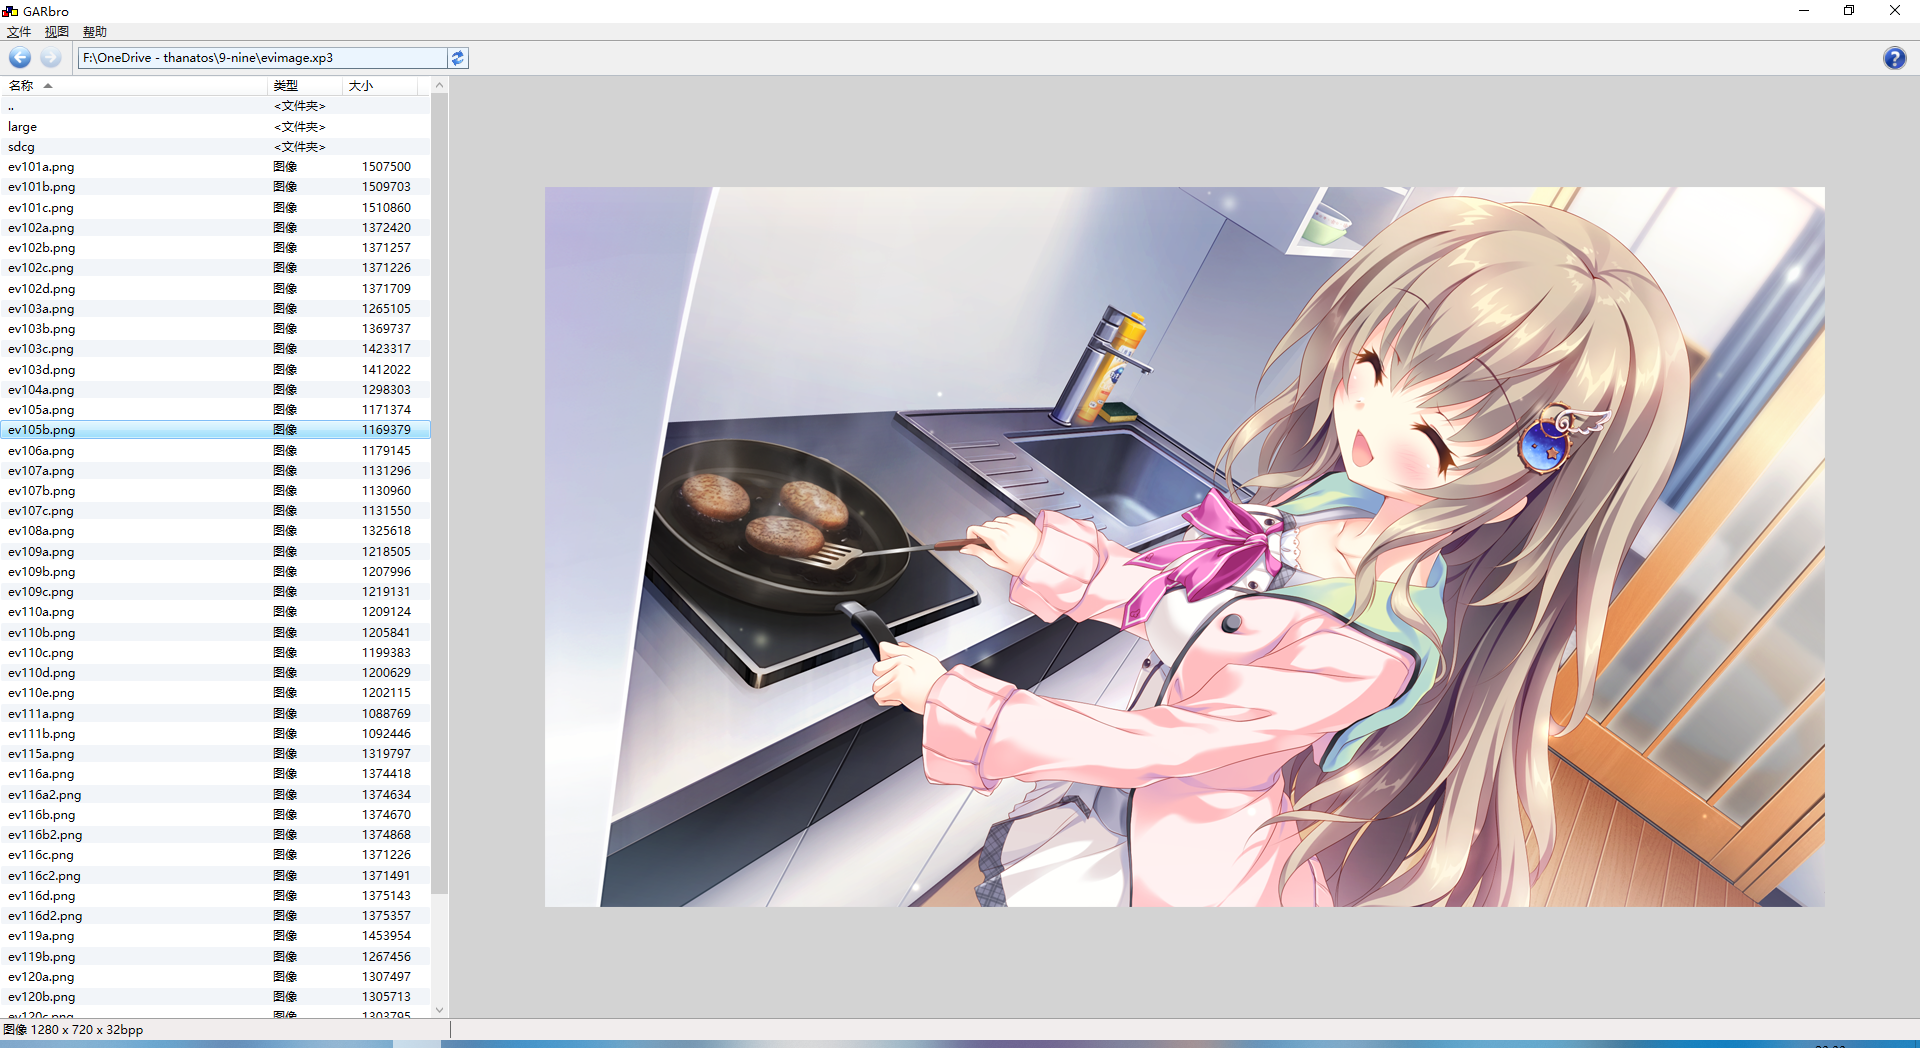 GARbro
文件 视图 帮助
F:\OneDrive - thanatos\9-nine\evimage.xp3
名称 类型 大小
.. <文件夹>
large <文件夹>
sdcg <文件夹>
ev101a.png 图像 1507500
ev101b.png 图像 1509703
ev101c.png 图像 1510860
ev102a.png 图像 1372420
ev102b.png 图像 1371257
ev102c.png 图像 1371226
ev102d.png 图像 1371709
ev103a.png 图像 1265105
ev103b.png 图像 1369737
ev103c.png 图像 1423317
ev103d.png 图像 1412022
ev104a.png 图像 1298303
ev105a.png 图像 1171374
ev105b.png 图像 1169379
ev106a.png 图像 1179145
ev107a.png 图像 1131296
ev107b.png 图像 1130960
ev107c.png 图像 1131550
ev108a.png 图像 1325618
ev109a.png 图像 1218505
ev109b.png 图像 1207996
ev109c.png 图像 1219131
ev110a.png 图像 1209124
ev110b.png 图像 1205841
ev110c.png 图像 1199383
ev110d.png 图像 1200629
ev110e.png 图像 1202115
ev111a.png 图像 1088769
ev111b.png 图像 1092446
ev115a.png 图像 1319797
ev116a.png 图像 1374418
ev116a2.png 图像 1374634
ev116b.png 图像 1374670
ev116b2.png 图像 1374868
ev116c.png 图像 1371226
ev116c2.png 图像 1371491
ev116d.png 图像 1375143
ev116d2.png 图像 1375357
ev119a.png 图像 1453954
ev119b.png 图像 1267456
ev120a.png 图像 1307497
ev120b.png 图像 1305713
ev120c.png 图像 1303795
图像 1280 x 720 x 32bpp